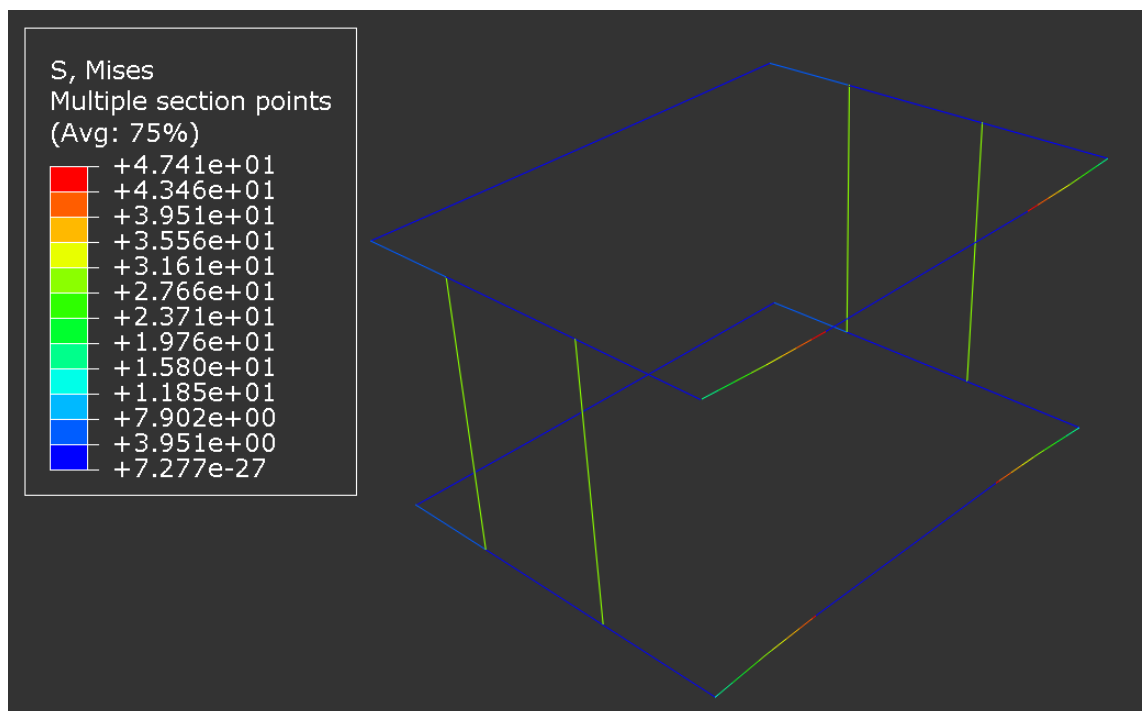 S, Mises
Multiple section points
(Avg: 75%)
+4.741e+01
+4.346e+01
+3.951e+01
+3.556e+01
+3.161e+01
+2.766e+01
+2.371e+01
+1.976e+01
+1.580e+01
+1.185e+01
+7.902e+00
+3.951e+00
+7.277e-27